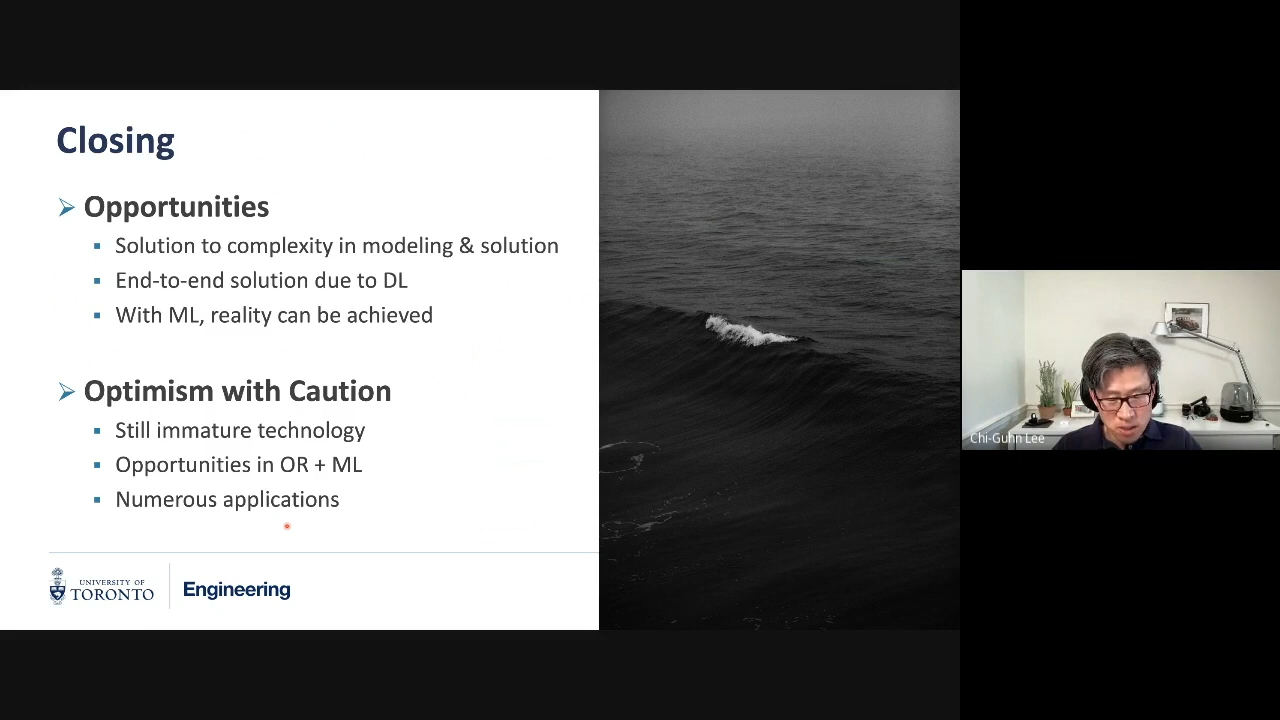 Closing
Opportunities
Solution to complexity in modeling & solution
End-to-end solution due to DL
With ML, reality can be achieved
Optimism with Caution
Still immature technology
Opportunities in OR + ML
Numerous applications
UNIVERSITY OF
TORONTO
Engineering
Chi-Guhn Lee